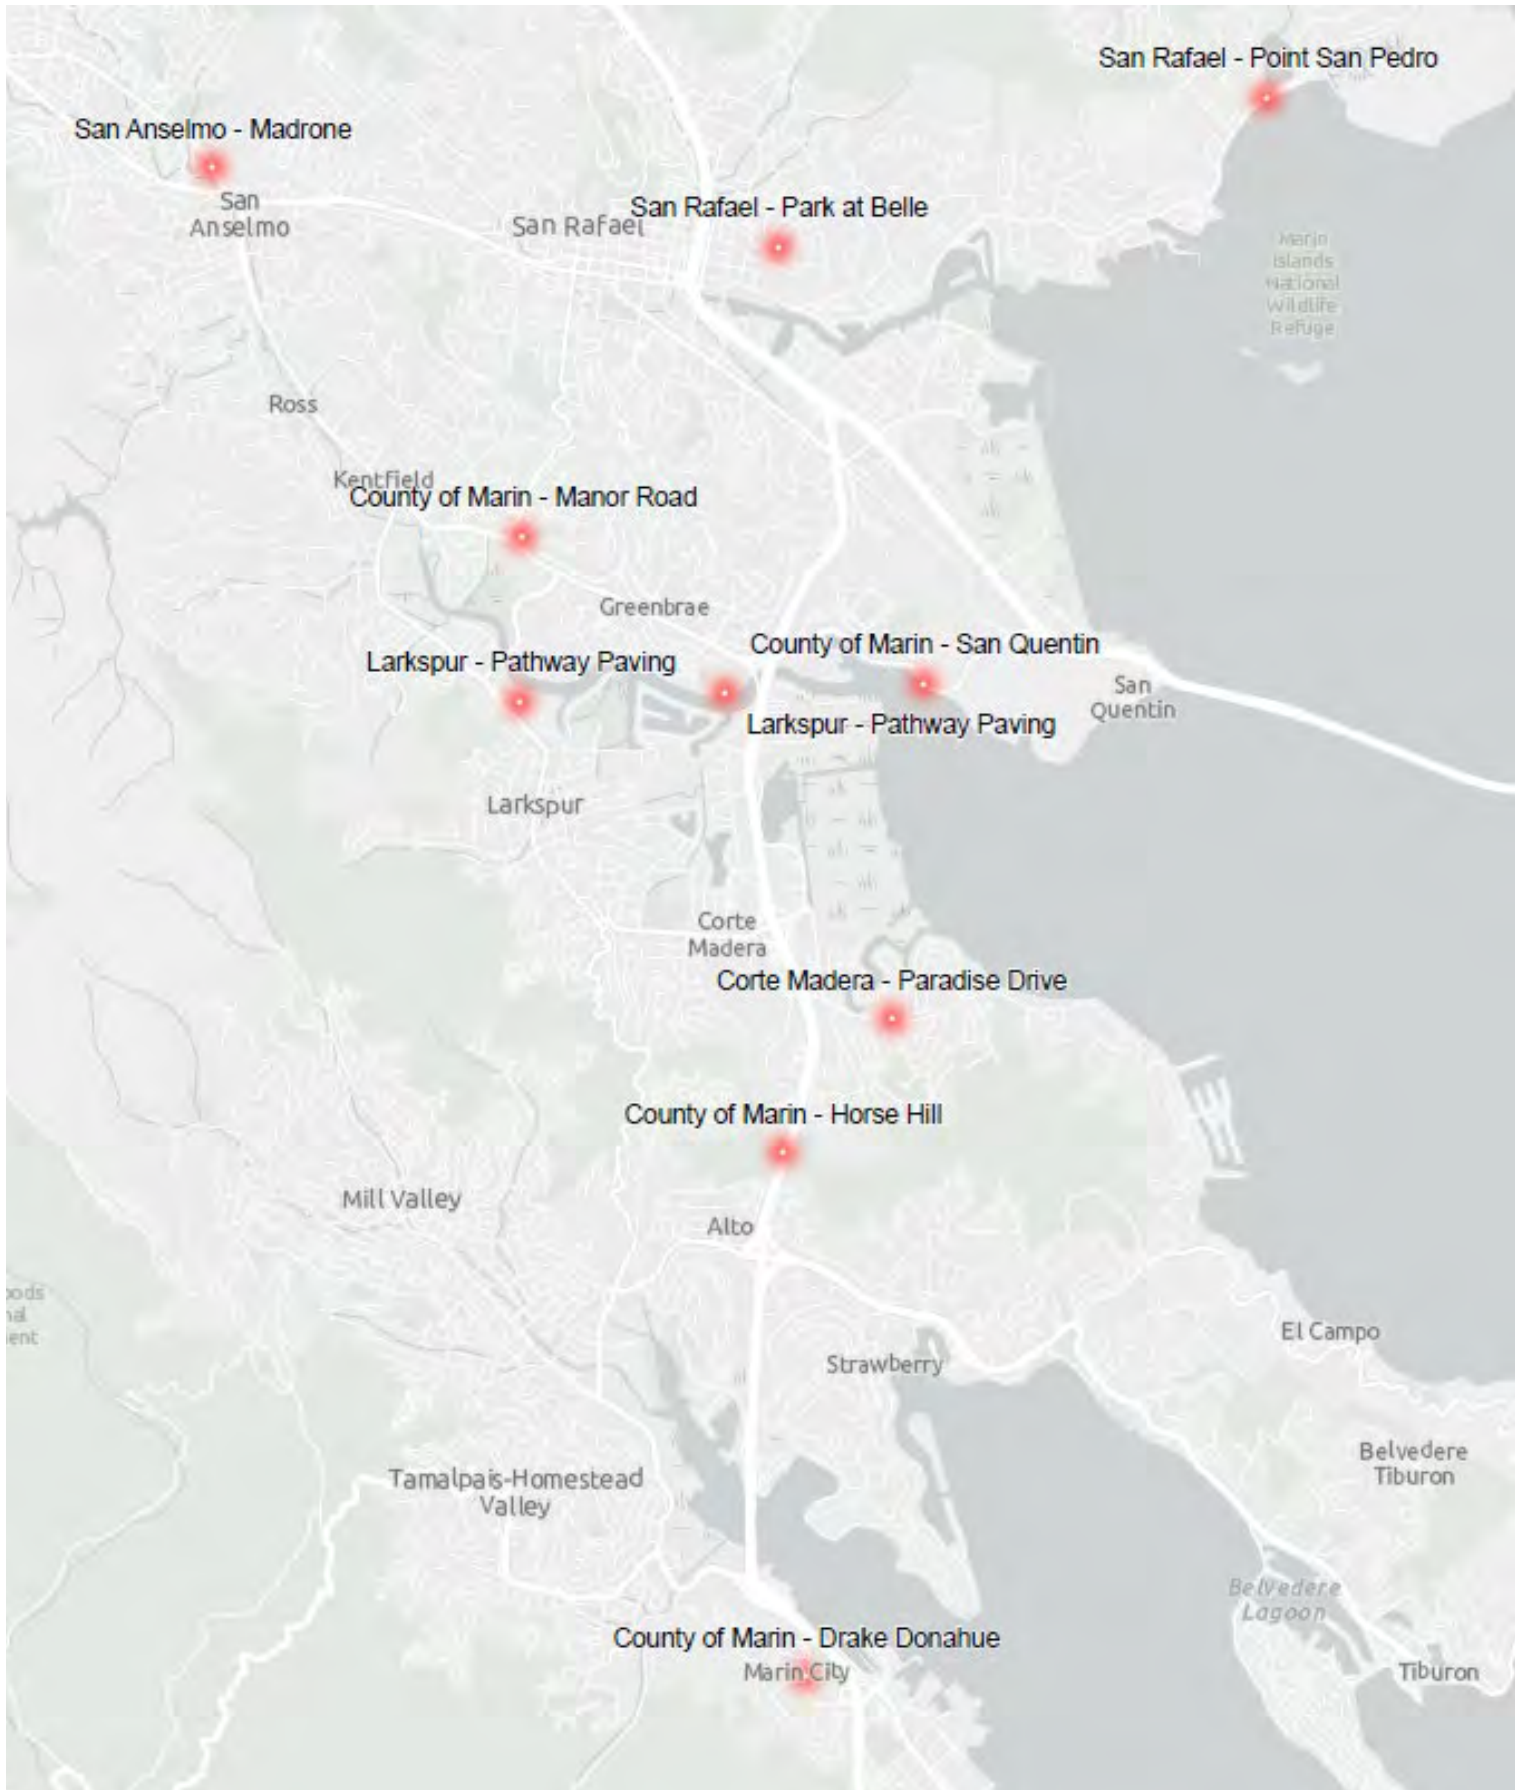 San Rafael - Point San Pedro
San Anselmo - Madrone
San
Anselmo
San Rafael - Park at Belle
San Rafael
Marin
Islands
National
Wildlife
Refuge
Ross
Kentfield
County of Marin - Manor Road
Greenbrae
County of Marin - San Quentin
Larkspur - Pathway Paving
San
Quentin
Larkspur - Pathway Paving
Larkspur
Corte
Madera
Corte Madera - Paradise Drive
County of Marin - Horse Hill
Mill Valley
Alto
oods
nal
ent
El Campo
Strawberry
Belvedere
Tiburon
Tamalpais-Homestead
Valley
Belvedere
Lagoon
County of Marin - Drake Donahue
Marin City
Tiburon